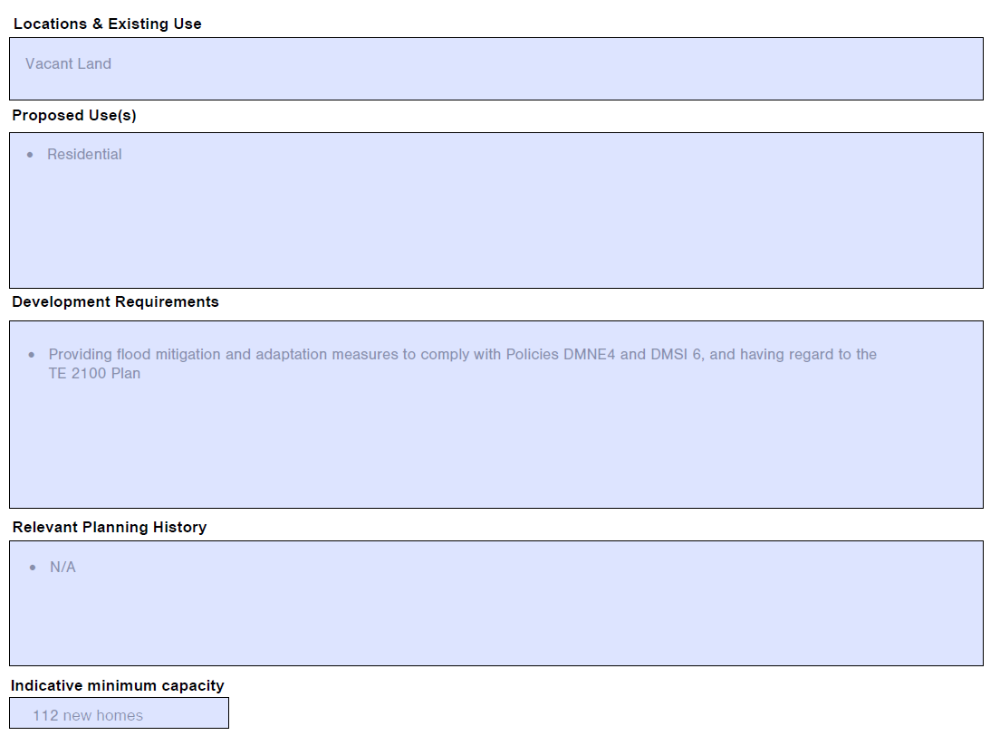 Locations & Existing Use
Vacant Land
Proposed Use(s)
• Residential
Development Requirements
• Providing flood mitigation and adaptation measures to comply with Policies DMNE4 and DMSI 6, and having regard to the
TE 2100 Plan
Relevant Planning History
• N/A
Indicative minimum capacity
112 new homes